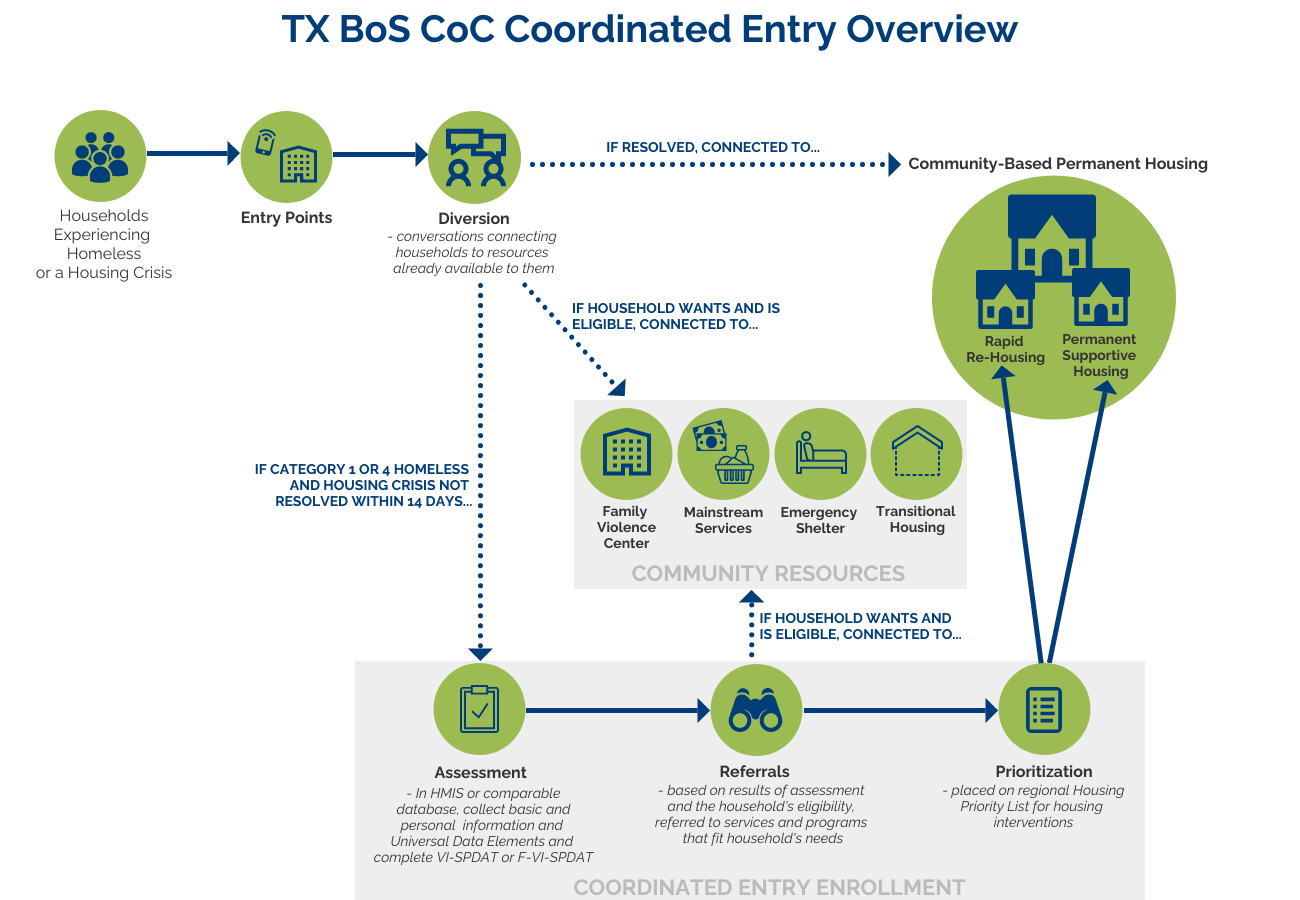 TX BoS CoC Coordinated Entry Overview
IF RESOLVED, CONNECTED TO...
Community-Based Permanent Housing
Households
Experiencing
Homeless
or a Housing Crisis
Entry Points
Diversion
- conversations connecting
households to resources
already available to them
IF HOUSEHOLD WANTS AND IS
ELIGIBLE, CONNECTED TO...
Rapid
Re-Housing
Permanent
Supportive
Housing
IF CATEGORY 1 OR 4 HOMELESS
AND HOUSING CRISIS NOT
RESOLVED WITHIN 14 DAYS...
Family
Violence
Center
Mainstream
Services
Emergency
Shelter
Transitional
Housing
COMMUNITY RESOURCES
IF HOUSEHOLD WANTS AND
IS ELIGIBLE, CONNECTED TO...
Assessment
- In HMIS or comparable
database, collect basic and
personal information and
Universal Data Elements and
complete VI-SPDAT or F-VI-SPDAT
Referrals
- based on results of assessment
and the household's eligibility,
referred to services and programs
that fit household's needs
Prioritization
- placed on regional Housing
Priority List for housing
interventions
COORDINATED ENTRY ENROLLMENT